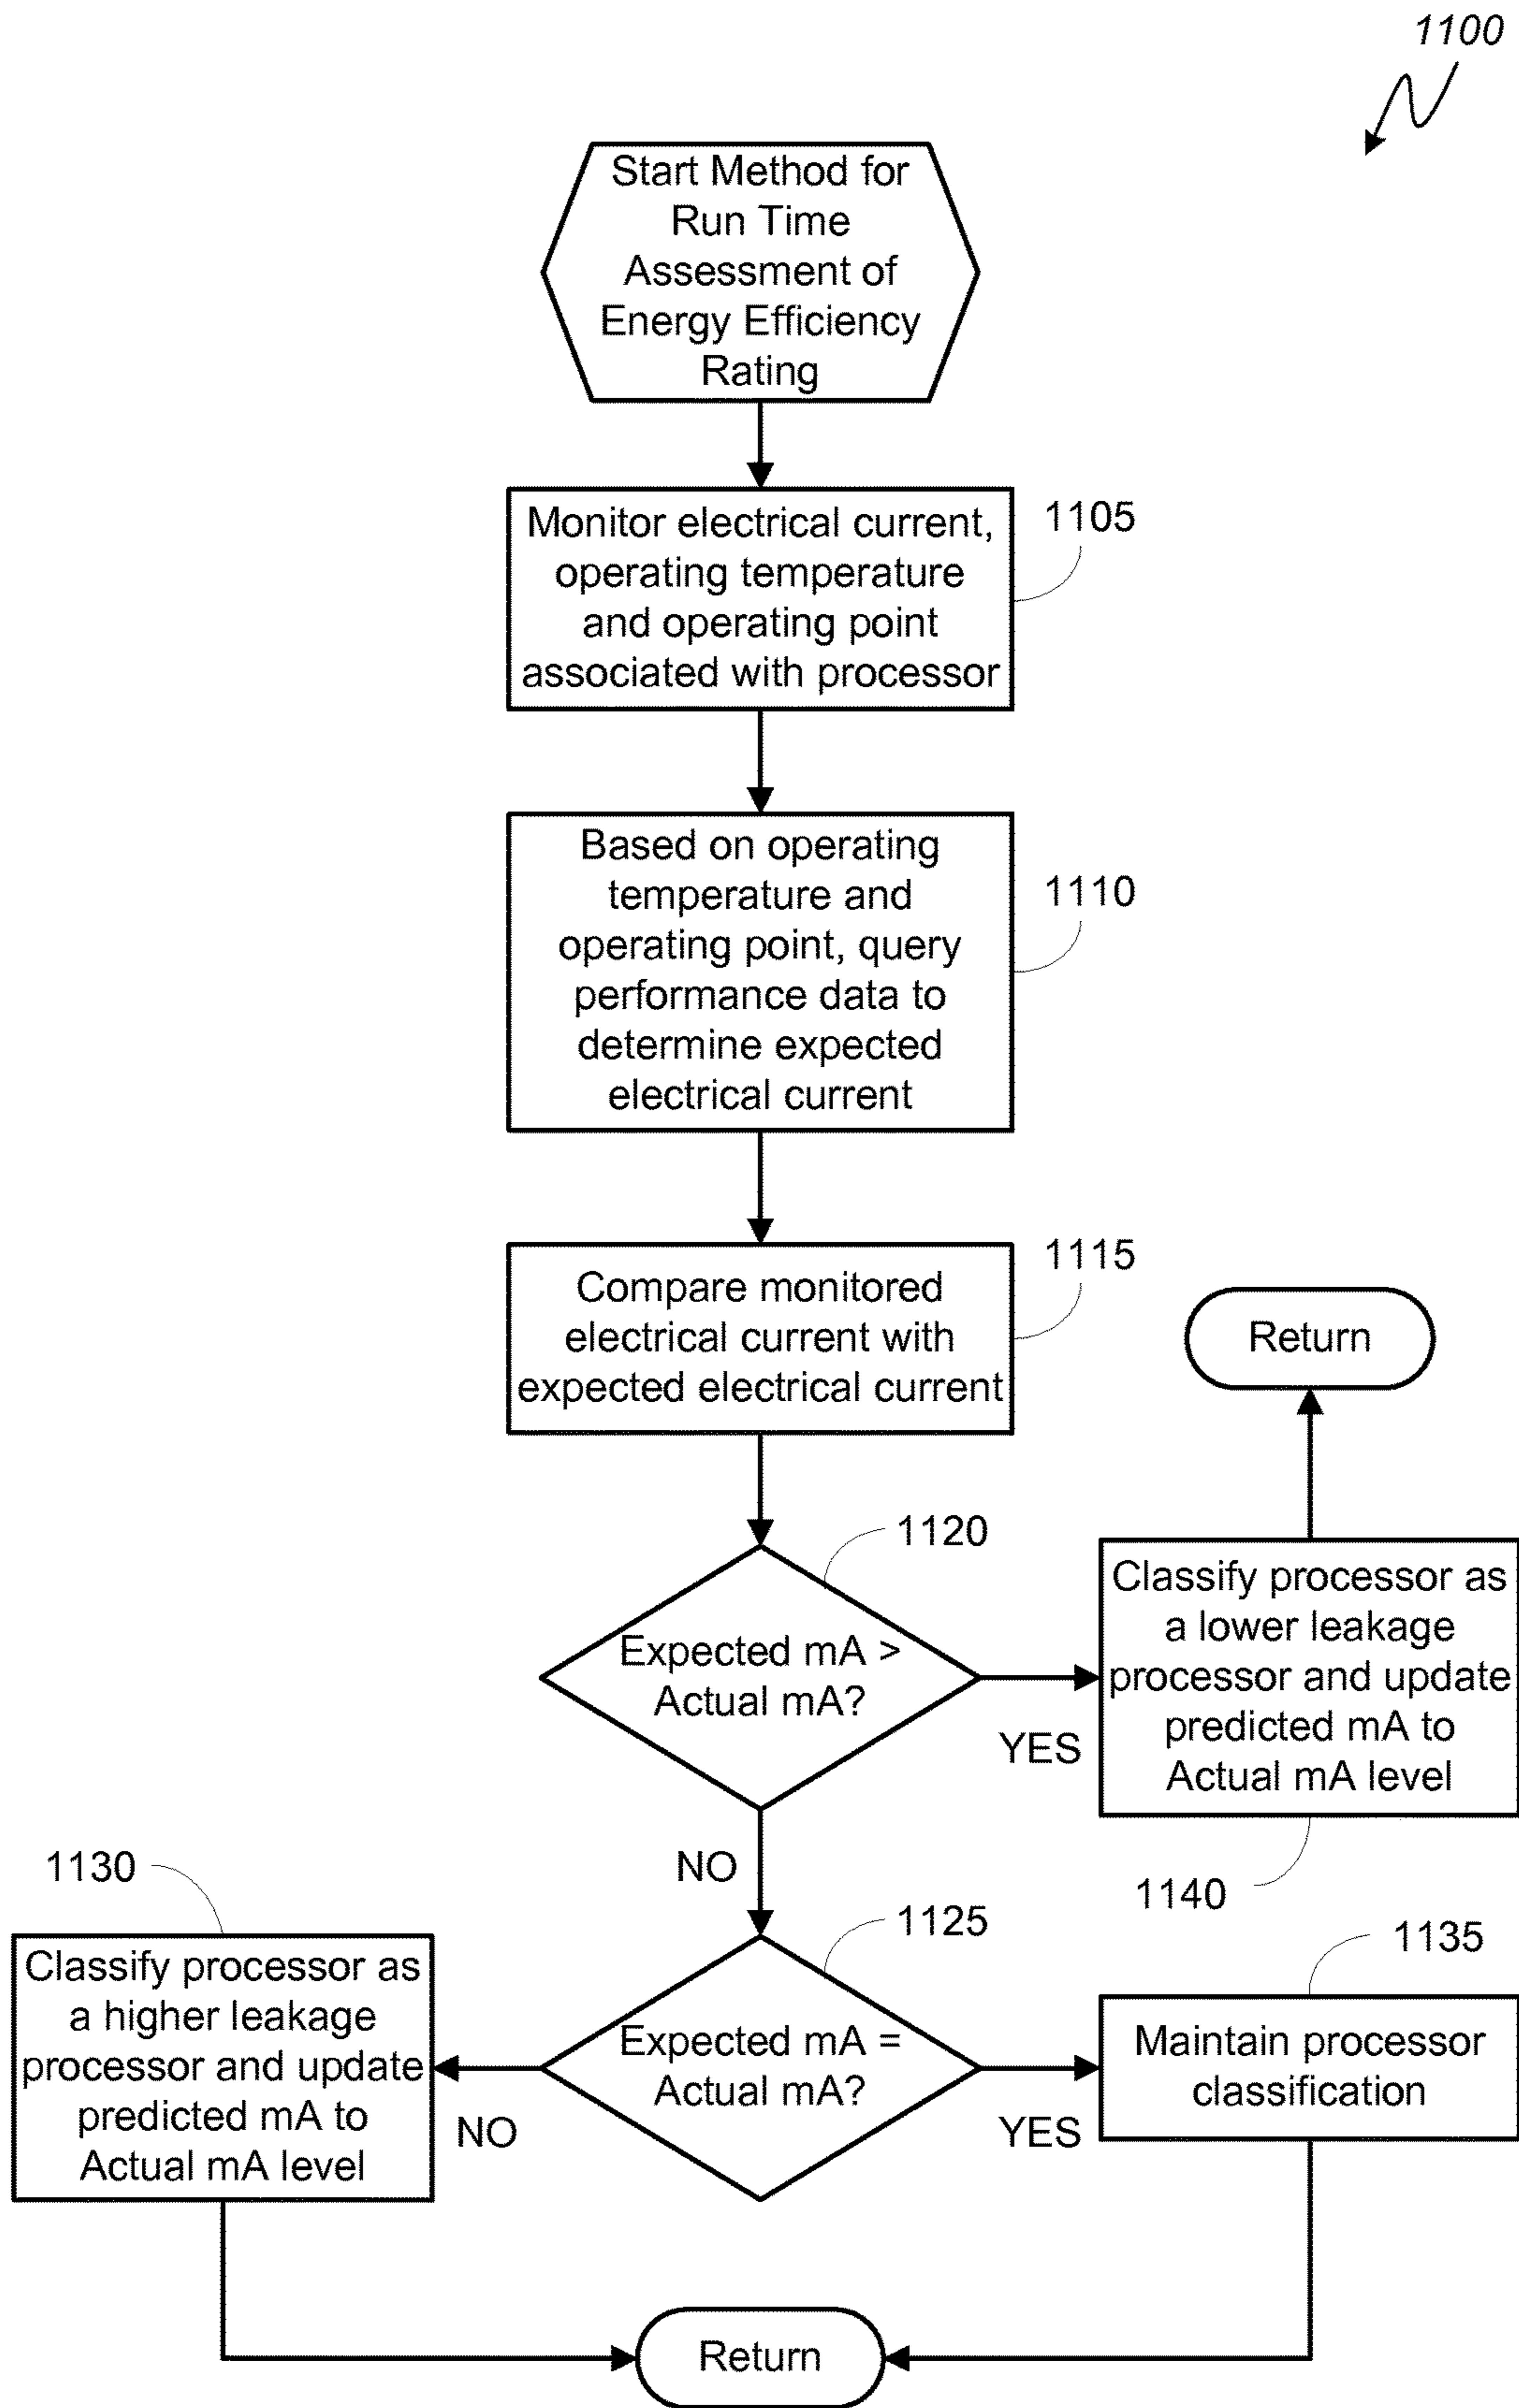 1100
Start Method for
Run Time
Assessment of
Energy Efficiency
Rating
Monitor electrical current,
operating temperature
and operating point
associated with processor
1105
Based on operating
temperature and
operating point, query
performance data to
determine expected
electrical current
1110
Compare monitored
electrical current with
expected electrical current
1115
Return
Expected mA >
Actual mA?
1120
YES
Classify processor as
a lower leakage
processor and update
predicted mA to
Actual mA level
1140
NO
1130
Classify processor as
a higher leakage
processor and update
predicted mA to
Actual mA level
NO
Expected mA =
Actual mA?
1125
YES
1135
Maintain processor
classification
Return